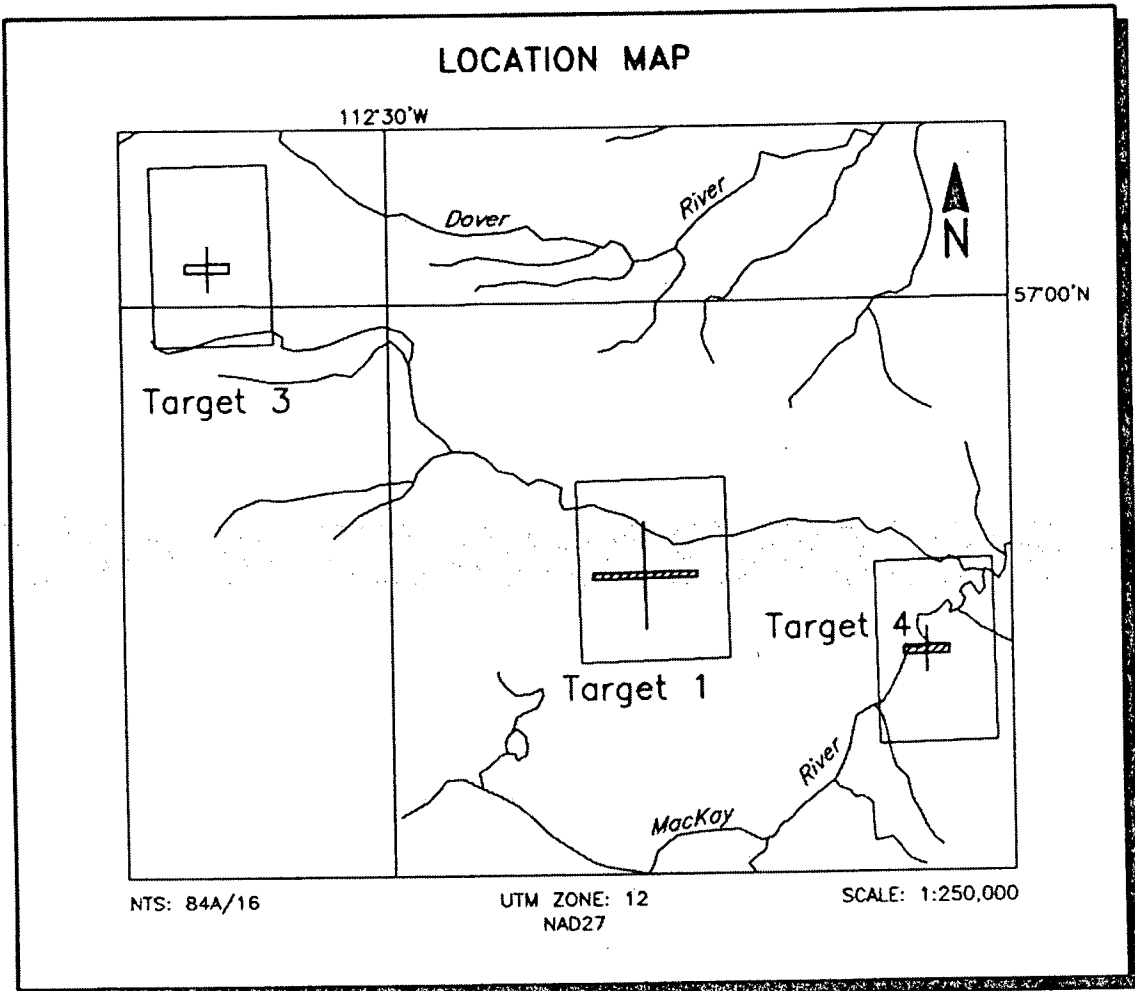 LOCATION MAP
112°30'W
Dover River
N
57°00'N
Target 3
Target 4
Target 1
MacKay River
NTS: 84A/16
UTM ZONE: 12
NAD27
SCALE: 1:250,000